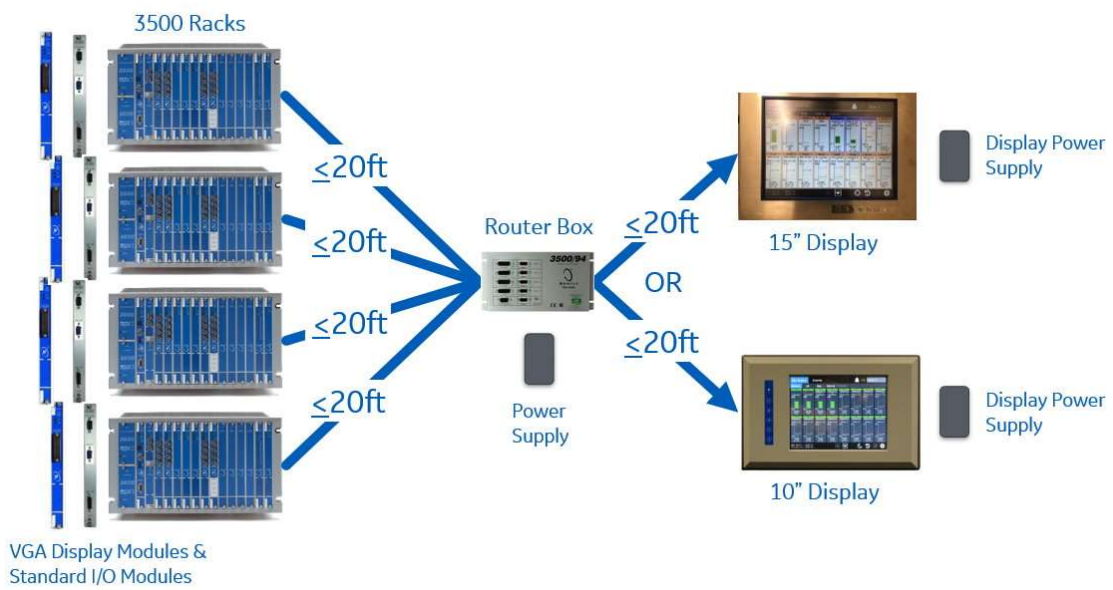 3500 Racks
≤20ft
≤20ft
≤20ft
≤20ft
Router Box
3500/94
Power
Supply
≤20ft
OR
≤20ft
15” Display
Display Power
Supply
10” Display
Display Power
Supply
VGA Display Modules &
Standard I/O Modules